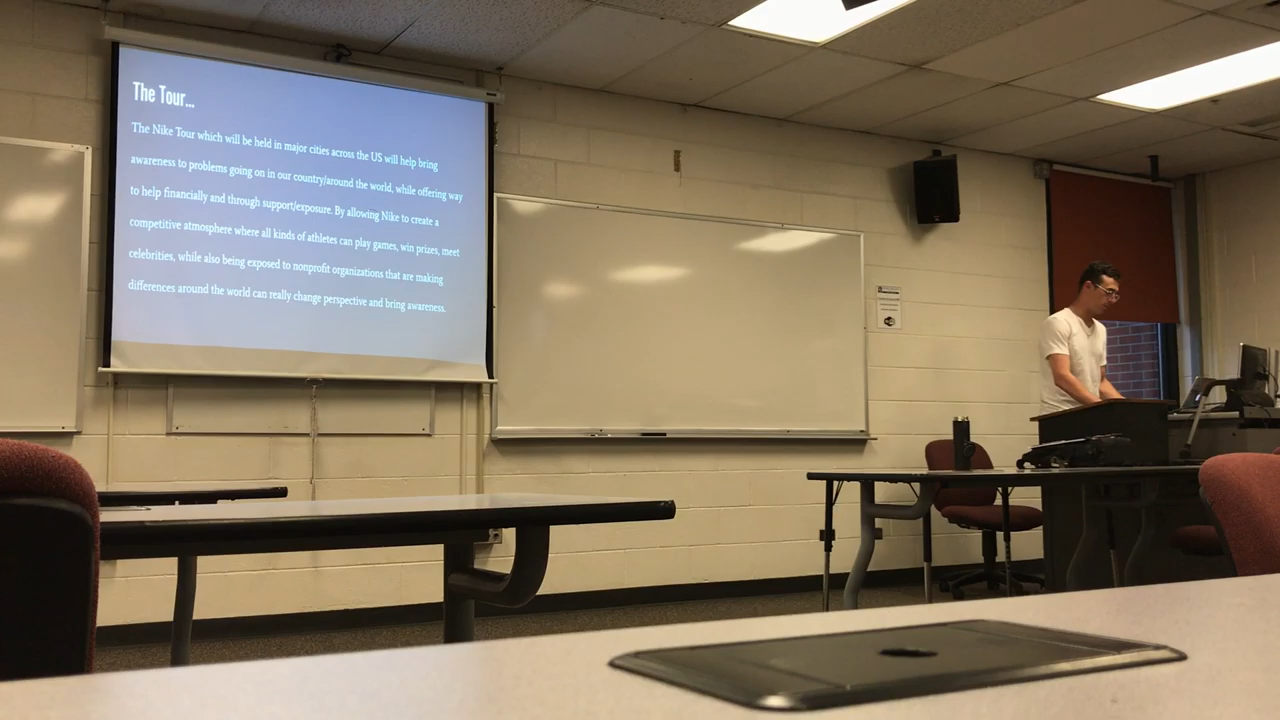 The Tour...
The Nike Tour which will be held in major cities across the US will help bring
awareness to problems going on in our country/around the world, while offering way
to help financially and through support/exposure. By allowing Nike to create a
competitive atmosphere where all kinds of athletes can play games, win prizes, meet
celebrities, while also being exposed to nonprofit organizations that are making
differences around the world can really change perspective and bring awareness.